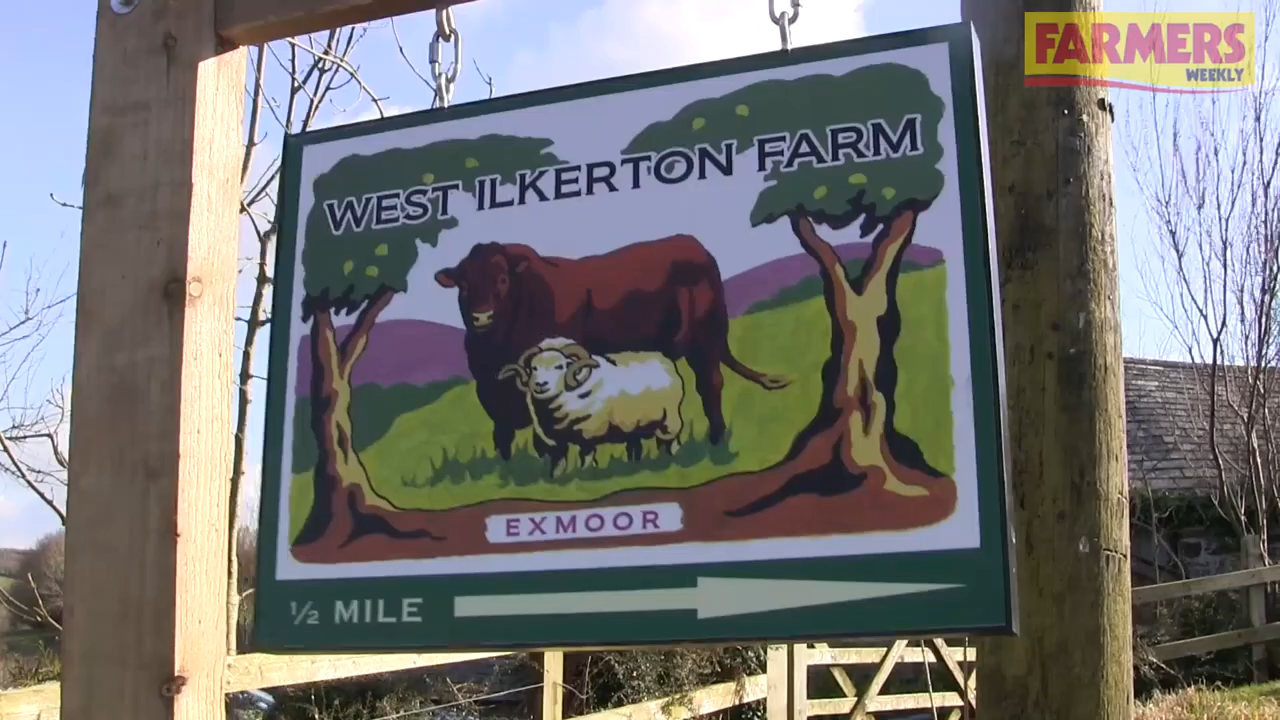 FARMERS
WEEKLY
WEST ILKERTON FARM
EXMOOR
½ MILE